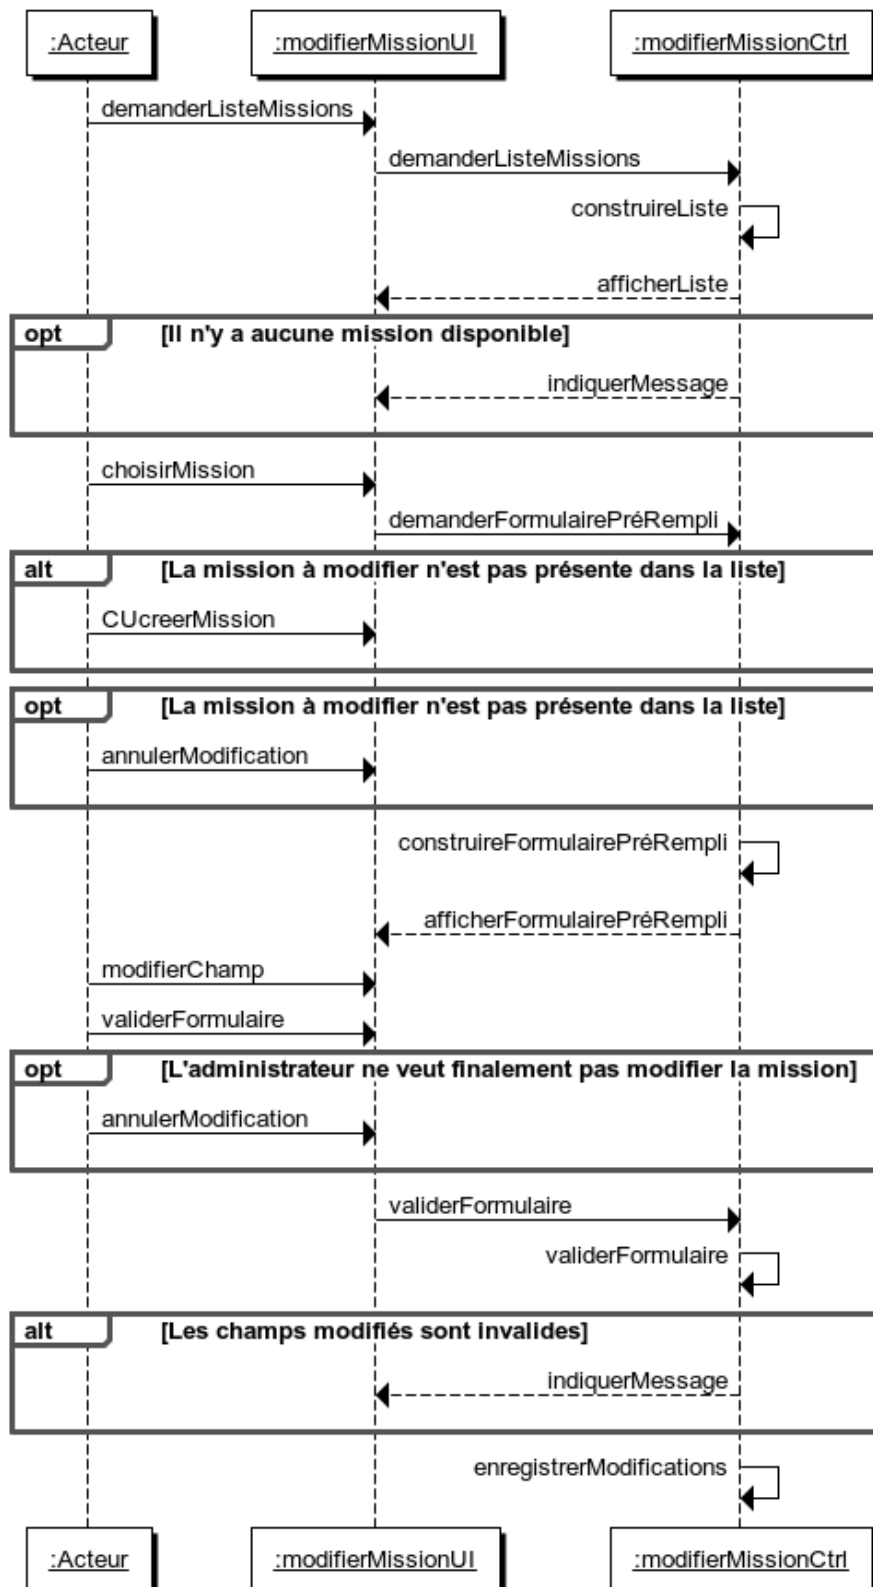 :Acteur
:modifierMissionUI
:modifierMissionCtrl
demanderListeMissions
demanderListeMissions
construireListe
afficherListe
opt
[Il n'y a aucune mission disponible]
indiquerMessage
choisirMission
demanderFormulairePréRempli
alt
[La mission à modifier n'est pas présente dans la liste]
CUcreerMission
opt
[La mission à modifier n'est pas présente dans la liste]
annulerModification
construireFormulairePréRempli
afficherFormulairePréRempli
modifierChamp
validerFormulaire
opt
[L'administrateur ne veut finalement pas modifier la mission]
annulerModification
validerFormulaire
validerFormulaire
alt
[Les champs modifiés sont invalides]
indiquerMessage
enregistrerModifications
:Acteur
:modifierMissionUI
:modifierMissionCtrl